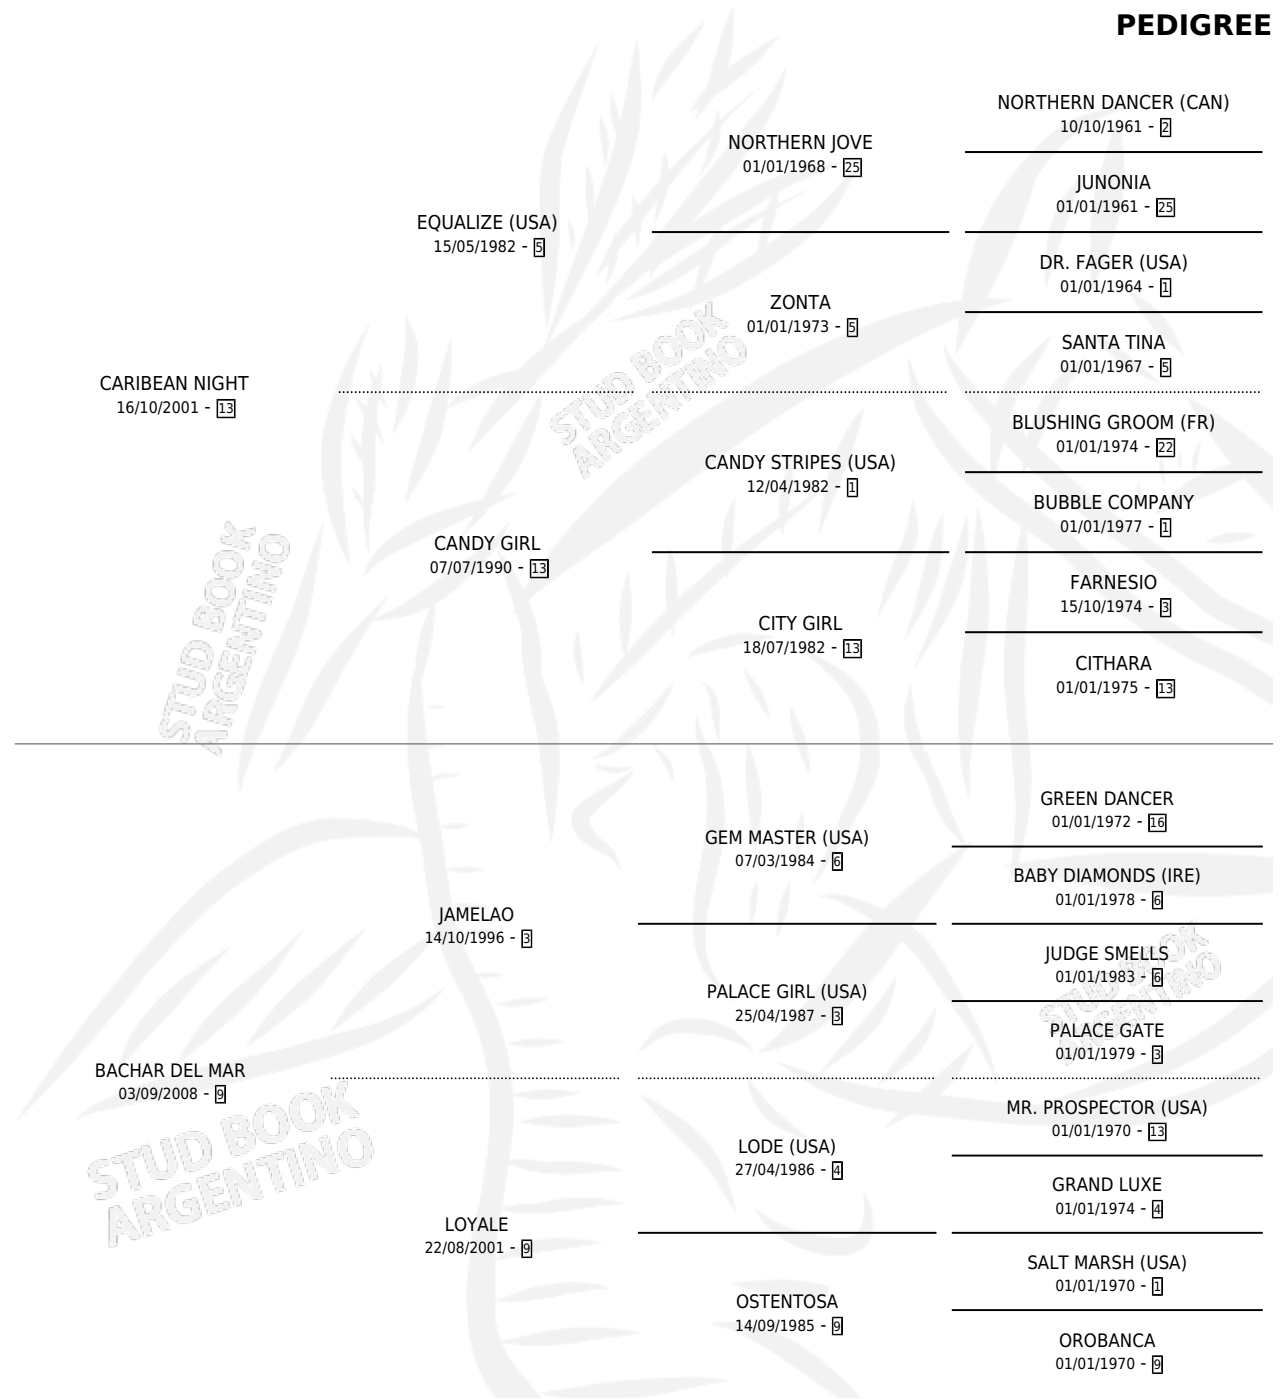 PEDIGREE
NORTHERN DANCER (CAN)
10/10/1961 - 2
NORTHERN JOVE
01/01/1968 - 25
JUNONIA
01/01/1961 - 25
EQUALIZE (USA)
15/05/1982 - 5
DR. FAGER (USA)
01/01/1964 - 1
ZONTA
01/01/1973 - 5
SANTA TINA
01/01/1967 - 5
CARIBEAN NIGHT
16/10/2001 - 13
STUD BOOK
ARGENTINO
BLUSHING GROOM (FR)
01/01/1974 - 22
CANDY STRIPES (USA)
12/04/1982 - 1
BUBBLE COMPANY
01/01/1977 - 1
CANDY GIRL
07/07/1990 - 13
FARNESIO
15/10/1974 - 3
CITY GIRL
18/07/1982 - 13
CITHARA
01/01/1975 - 13
STUD BOOK
ARGENTINO
GREEN DANCER
01/01/1972 - 16
GEM MASTER (USA)
07/03/1984 - 6
BABY DIAMONDS (IRE)
01/01/1978 - 6
JAMELAO
14/10/1996 - 3
JUDGE SMELLS
01/01/1983 - 6
PALACE GIRL (USA)
25/04/1987 - 3
PALACE GATE
01/01/1979 - 3
STUD BOOK
ARGENTINO
BACHAR DEL MAR
03/09/2008 - 9
MR. PROSPECTOR (USA)
01/01/1970 - 13
LODE (USA)
27/04/1986 - 4
GRAND LUXE
01/01/1974 - 4
STUD BOOK
ARGENTINO
LOYALE
22/08/2001 - 9
SALT MARSH (USA)
01/01/1970 - 1
OSTENTOSA
14/09/1985 - 9
OROBANCA
01/01/1970 - 9